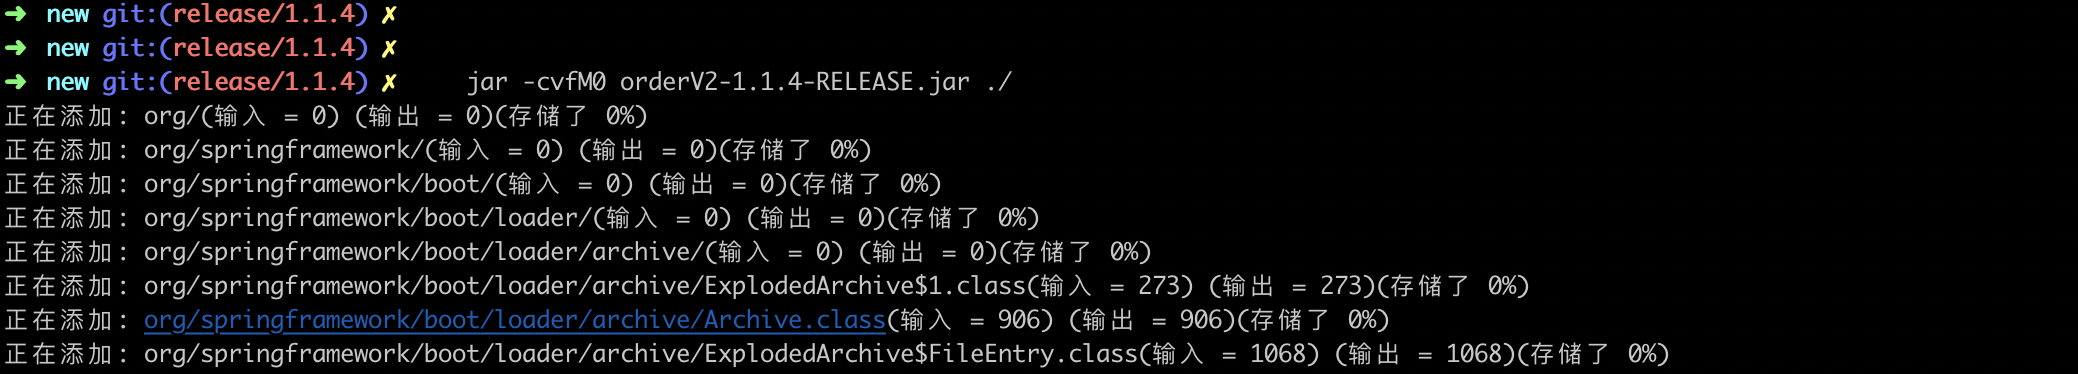 ➜ new git:(release/1.1.4) ✗
➜ new git:(release/1.1.4) ✗
➜ new git:(release/1.1.4) ✗ jar -cvfM0 orderV2-1.1.4-RELEASE.jar ./
正在添加: org/(输入 = 0) (输出 = 0)(存储了 0%)
正在添加: org/springframework/(输入 = 0) (输出 = 0)(存储了 0%)
正在添加: org/springframework/boot/(输入 = 0) (输出 = 0)(存储了 0%)
正在添加: org/springframework/boot/loader/(输入 = 0) (输出 = 0)(存储了 0%)
正在添加: org/springframework/boot/loader/archive/(输入 = 0) (输出 = 0)(存储了 0%)
正在添加: org/springframework/boot/loader/archive/ExplodedArchive$1.class(输入 = 273) (输出 = 273)(存储了 0%)
正在添加: org/springframework/boot/loader/archive/Archive.class(输入 = 906) (输出 = 906)(存储了 0%)
正在添加: org/springframework/boot/loader/archive/ExplodedArchive$FileEntry.class(输入 = 1068) (输出 = 1068)(存储了 0%)